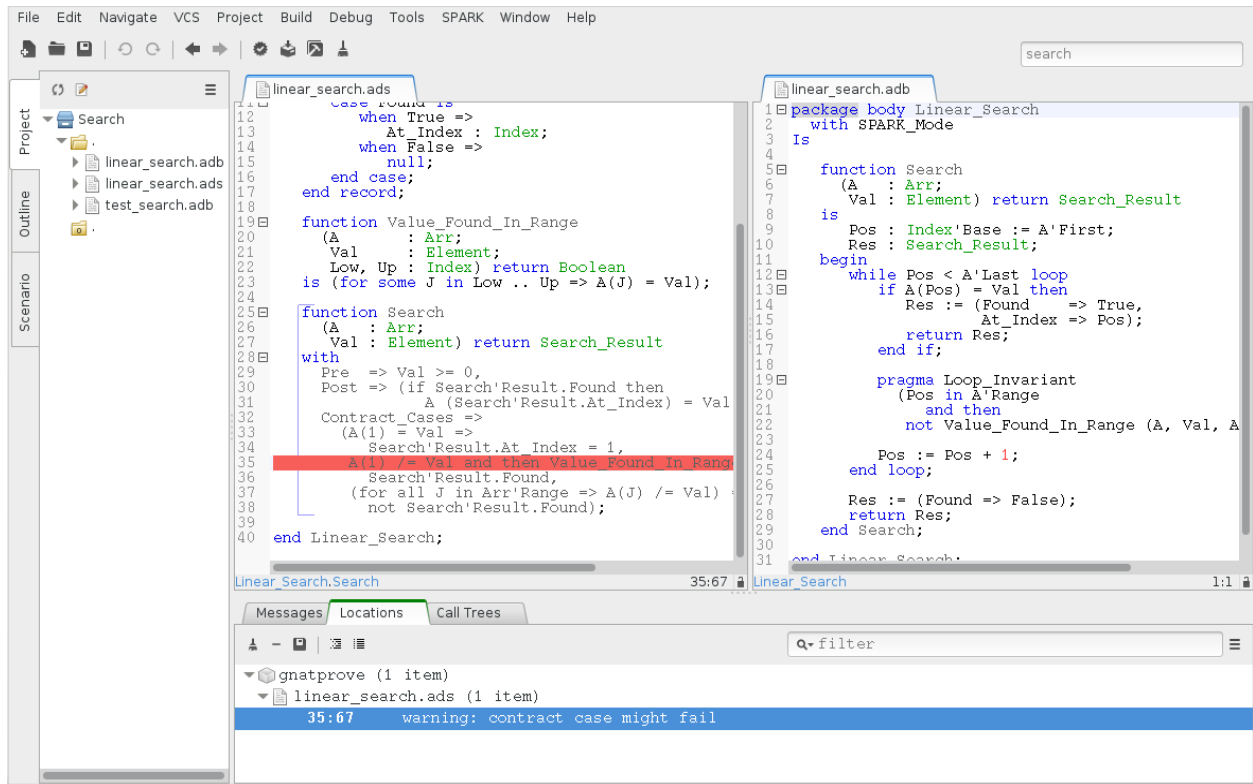 File Edit Navigate VCS Project Build Debug Tools SPARK Window Help
search
Project
Outline
Scenario
Search
.
linear_search.adb
linear_search.ads
test_search.adb
.
linear_search.ads
11 case Found is
12 when True =>
13 At_Index : Index;
14 when False =>
15 null;
16 end case;
17 end record;
18
19 function Value_Found_In_Range
20 (A : Arr;
21 Val : Element;
22 Low, Up : Index) return Boolean
23 is (for some J in Low .. Up => A(J) = Val);
24
25 function Search
26 (A : Arr;
27 Val : Element) return Search_Result
28 with
29 Pre => Val >= 0,
30 Post => (if Search'Result.Found then
31 A (Search'Result.At_Index) = Val
32 Contract_Cases =>
33 (A(1) = Val =>
34 Search'Result.At_Index = 1,
35 A(1) /= Val and then Value_Found_In_Rang
36 Search'Result.Found,
37 (for all J in Arr'Range => A(J) /= Val) =
38 not Search'Result.Found);
39
40 end Linear_Search;
Linear_Search.Search 35:67
linear_search.adb
1 package body Linear_Search
2 with SPARK_Mode
3 Is
4
5 function Search
6 (A : Arr;
7 Val : Element) return Search_Result
8 is
9 Pos : Index'Base := A'First;
10 Res : Search_Result;
11 begin
12 while Pos < A'Last loop
13 if A(Pos) = Val then
14 Res := (Found => True,
15 At_Index => Pos);
16 return Res;
17 end if;
18
19 pragma Loop_Invariant
20 (Pos in A'Range
21 and then
22 not Value_Found_In_Range (A, Val, A
23
24 Pos := Pos + 1;
25 end loop;
26
27 Res := (Found => False);
28 return Res;
29 end Search;
30
31 end Linear_Search;
Linear_Search 1:1
Messages Locations Call Trees
filter
gnatprove (1 item)
linear_search.ads (1 item)
35:67 warning: contract case might fail